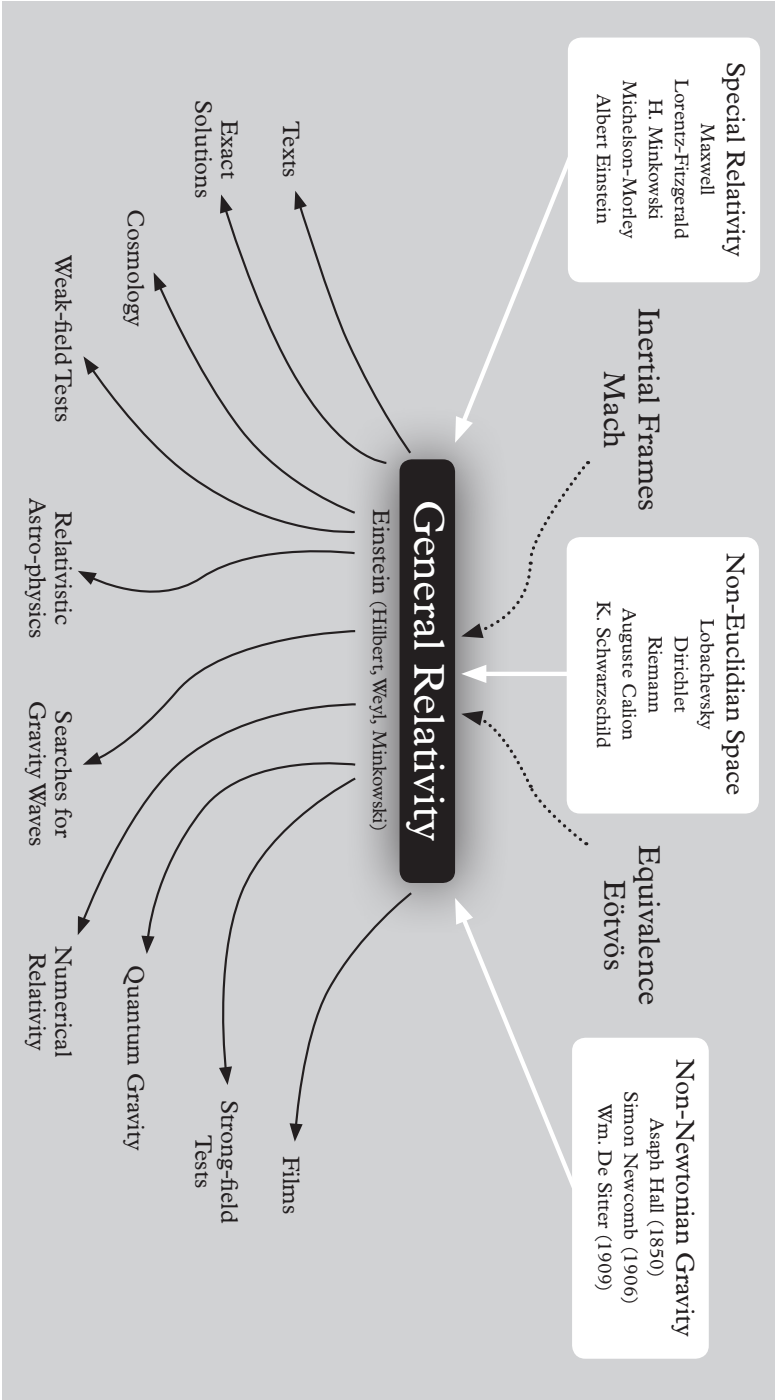 Special Relativity
Maxwell
Lorentz-Fitzgerald
H. Minkowski
Michelson-Morley
Albert Einstein
Inertial Frames
Mach
Non-Euclidian Space
Lobachevsky
Dirichlet
Riemann
Auguste Calion
K. Schwarzschild
Equivalence
Eötvös
Non-Newtonian Gravity
Asaph Hall (1850)
Simon Newcomb (1906)
Wm. De Sitter (1909)
General Relativity
Einstein (Hilbert, Weyl, Minkowski)
Texts
Exact
Solutions
Cosmology
Weak-field Tests
Relativistic
Astro-physics
Searches for
Gravity Waves
Numerical
Relativity
Quantum Gravity
Strong-field
Tests
Films